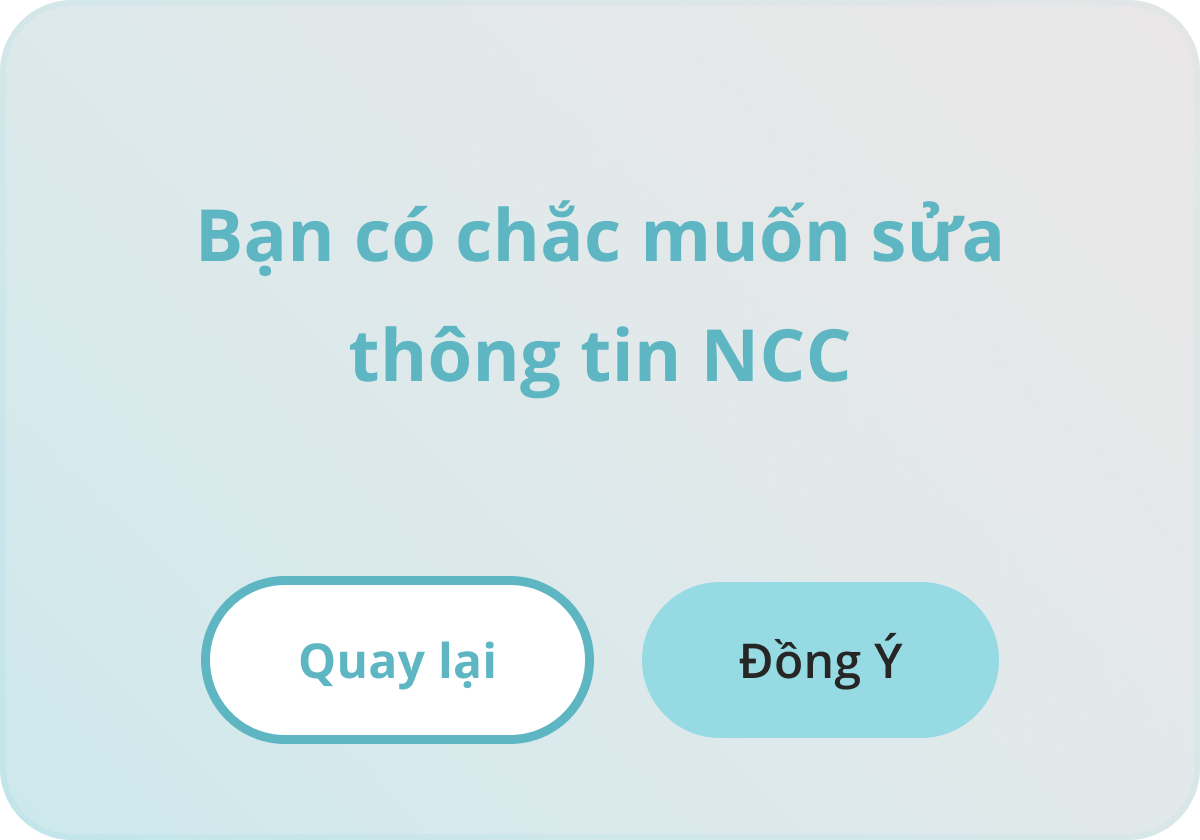 Bạn có chắc muốn sửa
thông tin NCC
Quay lại
Đồng Ý